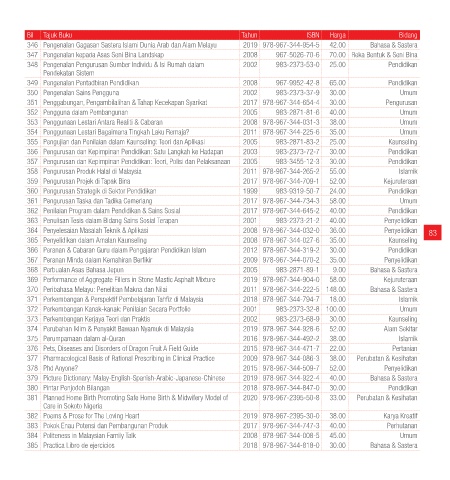 Bil Tajuk Buku Tahun ISBN Harga Bidang
346 Pengenalan Gagasan Sastera Islam: Dunia Arab dan Alam Melayu 2019 978-967-344-954-5 42.00 Bahasa & Sastera
347 Pengenalan kepada Asas Seni Bina Landskap 2008 967-5026-70-6 70.00 Reka Bentuk & Seni Bina
348 Pengenalan Pengurusan Sumber Individu & Isi Rumah dalam 2002 983-2373-53-0 25.00 Pendidikan
Pendekatan Sistem
349 Pengenalan Pentadbiran Pendidikan 2008 967-9952-42-8 65.00 Pendidikan
350 Pengenalan Sains Pengguna 2002 983-2373-37-9 30.00 Umum
351 Penggabungan, Pengambilalihan & Tahap Kecekapan Syarikat 2017 978-967-344-654-4 30.00 Pengurusan
352 Pengguna dalam Pembangunan 2005 983-2871-81-6 40.00 Umum
353 Penggunaan Lestari Antara Realiti & Cabaran 2008 978-967-344-031-3 38.00 Umum
354 Penggunaan Lestari Bagaimana Tingkah Laku Remaja? 2011 978-967-344-225-6 35.00 Umum
355 Pengujian dan Penilaian dalam Kaunseling: Teori dan Aplikasi 2005 983-2871-83-2 25.00 Kaunseling
356 Pengurusan dan Kepimpinan Pendidikan: Satu Langkah ke Hadapan 2003 983-2373-72-7 30.00 Pendidikan
357 Pengurusan dan Kepimpinan Pendidikan: Teori, Polisi dan Pelaksanaan 2005 983-3455-12-3 30.00 Pendidikan
358 Pengurusan Produk Halal di Malaysia 2011 978-967-344-265-2 55.00 Islamik
359 Pengurusan Projek di Tapak Bina 2017 978-967-344-709-1 52.00 Kejuruteraan
360 Pengurusan Strategik di Sektor Pendidikan 1999 983-9319-50-7 24.00 Pendidikan
361 Pengurusan Taska dan Tadika Cemerlang 2017 978-967-344-734-3 58.00 Umum
362 Penilaian Program dalam Pendidikan & Sains Sosial 2017 978-967-344-645-2 40.00 Pendidikan
363 Penulisan Tesis dalam Bidang Sains Sosial Terapan 2001 983-2373-21-2 40.00 Penyelidikan
364 Penyelesaian Masalah Teknik & Aplikasi 2008 978-967-344-032-0 36.00 Penyelidikan
365 Penyelidikan dalam Amalan Kaunseling 2008 978-967-344-027-6 35.00 Kaunseling
366 Peranan & Cabaran Guru dalam Pengajaran Pendidikan Islam 2012 978-967-344-319-2 30.00 Pendidikan
367 Peranan Minda dalam Kemahiran Berfikir 2009 978-967-344-070-2 35.00 Penyelidikan
368 Perbualan Asas Bahasa Jepun 2005 983-2871-89-1 9.00 Bahasa & Sastera
369 Performance of Aggregate Fillers in Stone Mastic Asphalt Mixture 2019 978-967-344-904-0 58.00 Kejuruteraan
370 Peribahasa Melayu: Penelitian Makna dan Nilai 2011 978-967-344-222-5 148.00 Bahasa & Sastera
371 Perkembangan & Perspektif Pembelajaran Tarrifiz di Malaysia 2018 978-967-344-794-7 18.00 Islamik
372 Perkembangan Kanak-kanak: Penilaian Secara Portfolio 2001 983-2373-32-8 100.00 Umum
373 Perkembangan Kerjaya Teori dan Praktis 2002 983-2373-68-9 30.00 Kaunseling
374 Perubahan Iklim & Penyakit Bawaan Nyamuk di Malaysia 2019 978-967-344-928-6 52.00 Alam Sekitar
375 Perumpamaan dalam al-Quran 2016 978-967-344-492-2 38.00 Islamik
376 Pets, Diseases and Disorders of Dragon Fruit A Field Guide 2015 978-967-344-471-7 22.00 Pertanian
377 Pharmacological Basis of Rational Prescribing in Clinical Practice 2009 978-967-344-086-3 38.00 Perubatan & Kesihatan
378 Phd Anyone? 2015 978-967-344-509-7 52.00 Penyelidikan
379 Picture Dictionary: Malay-English-Spanish-Arabic-Japanese-Chinese 2019 978-967-344-922-4 40.00 Bahasa & Sastera
380 Pintar Penjodoh Bilangan 2018 978-967-344-847-0 30.00 Pendidikan
381 Planned Home Birth Promoting Safe Home Birth & Midwifery Model of 2020 978-967-2395-50-8 33.00 Perubatan & Kesihatan
Care in Sokoto Nigeria
382 Poems & Prose for The Loving Heart 2019 978-967-2395-30-0 38.00 Karya Kreatif
383 Pokok Enau Potensi dan Pembangunan Produk 2017 978-967-344-747-3 40.00 Perhutanan
384 Politeness in Malaysian Family Talk 2008 978-967-344-006-5 45.00 Umum
385 Practica Libro de ejercicios 2018 978-967-344-818-0 30.00 Bahasa & Sastera
83